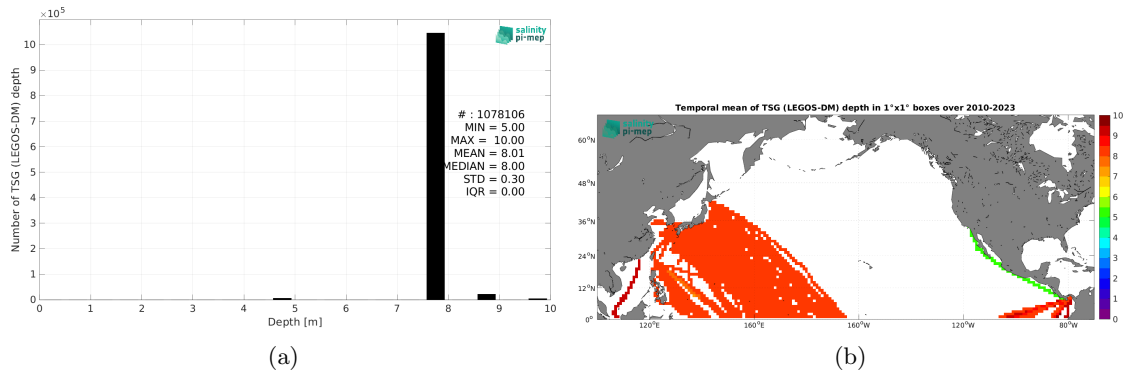 ×10⁵
salinity
pi-mep
10
9
8
7
6
5
4
3
2
1
0
Number of TSG (LEGOS-DM) depth
# : 1078106
MIN = 5.00
MAX = 10.00
MEAN = 8.01
MEDIAN = 8.00
STD = 0.30
IQR = 0.00
0 1 2 3 4 5 6 7 8 9 10
Depth [m]
(a)
Temporal mean of TSG (LEGOS-DM) depth in 1°x1° boxes over 2010-2023
salinity
pi-mep
60°N
48°N
36°N
24°N
12°N
0°
120°E 160°E 160°W 120°W 80°W
10
9
8
7
6
5
4
3
2
1
0
(b)